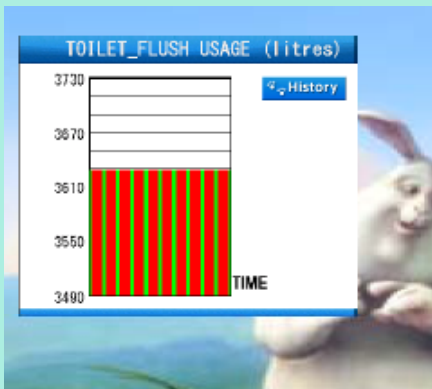 TOILET_FLUSH USAGE (litres)
3730
History
3670
3610
3550
TIME
3490